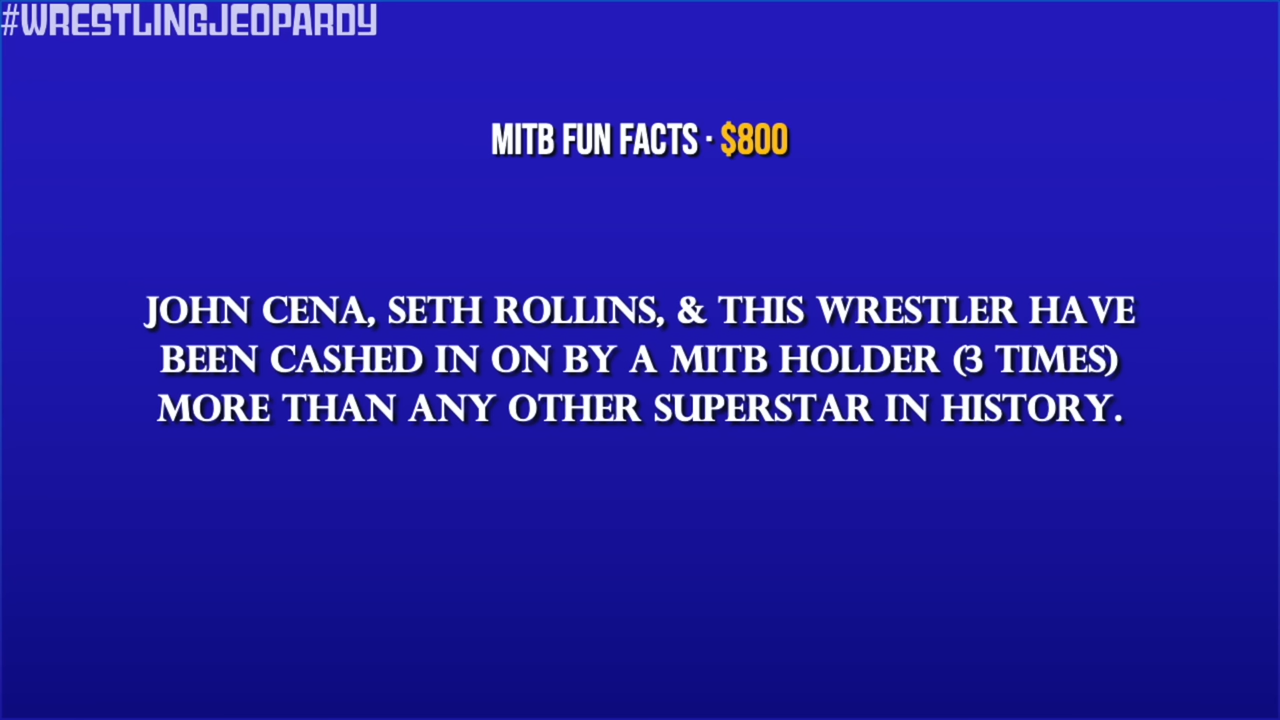 #WRESTLINGJEOPARDY
MITB FUN FACTS · $800
JOHN CENA, SETH ROLLINS, & THIS WRESTLER HAVE
BEEN CASHED IN ON BY A MITB HOLDER (3 TIMES)
MORE THAN ANY OTHER SUPERSTAR IN HISTORY.